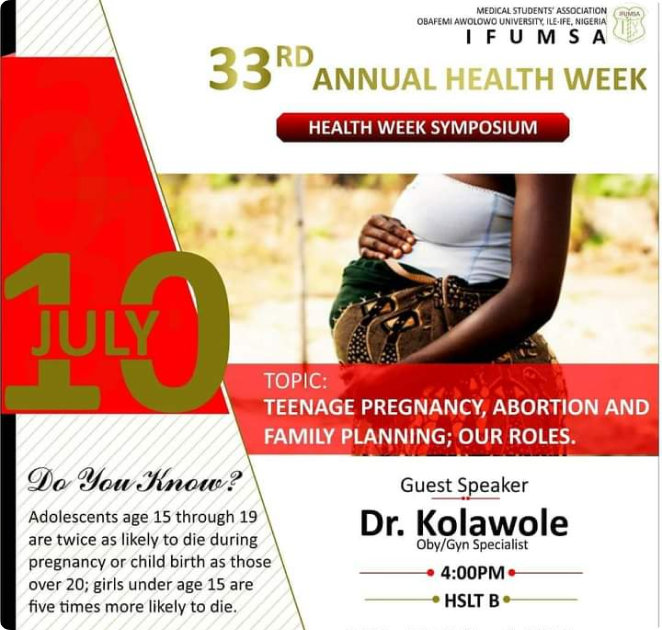 MEDICAL STUDENTS' ASSOCIATION
OBAFEMI AWOLOWO UNIVERSITY, ILE-IFE, NIGERIA
IFUMSA
IFUMSA
33RD ANNUAL HEALTH WEEK
HEALTH WEEK SYMPOSIUM
10
JULY
TOPIC:
TEENAGE PREGNANCY, ABORTION AND
FAMILY PLANNING; OUR ROLES.
Do You Know?
Adolescents age 15 through 19
are twice as likely to die during
pregnancy or child birth as those
over 20; girls under age 15 are
five times more likely to die.
Guest Speaker
Dr. Kolawole
Oby/Gyn Specialist
4:00PM
HSLT B